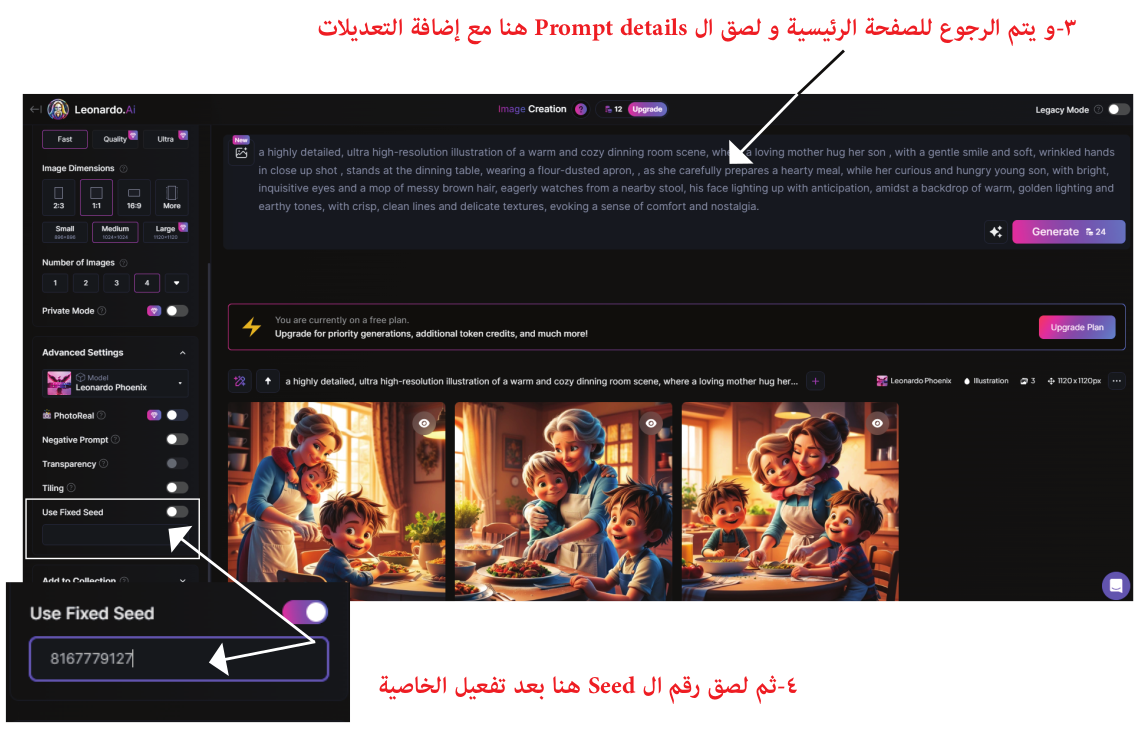 ٣-و يتم الرجوع للصفحة الرئيسية و لصق ال Prompt details هنا مع إضافة التعديلات
Leonardo.Ai
Image Creation
12 Upgrade
Legacy Mode
Fast Quality Ultra
Image Dimensions
2:3 1:1 16:9 More
Small Medium Large
1024×1024 1120×1120
Number of Images
1 2 3 4
Private Mode
Advanced Settings
Model
Leonardo Phoenix
PhotoReal
Negative Prompt
Transparency
Tiling
Use Fixed Seed
Add to Collection
New
a highly detailed, ultra high-resolution illustration of a warm and cozy dinning room scene, where a loving mother hug her son , with a gentle smile and soft, wrinkled hands
in close up shot , stands at the dinning table, wearing a flour-dusted apron, , as she carefully prepares a hearty meal, while her curious and hungry young son, with bright,
inquisitive eyes and a mop of messy brown hair, eagerly watches from a nearby stool, his face lighting up with anticipation, amidst a backdrop of warm, golden lighting and
earthy tones, with crisp, clean lines and delicate textures, evoking a sense of comfort and nostalgia.
Generate 24
You are currently on a free plan.
Upgrade for priority generations, additional token credits, and much more!
Upgrade Plan
a highly detailed, ultra high-resolution illustration of a warm and cozy dinning room scene, where a loving mother hug her...
Leonardo Phoenix Illustration 3 1120x1120px
Use Fixed Seed
8167779127
٤-ثم لصق رقم ال Seed هنا بعد تفعيل الخاصية